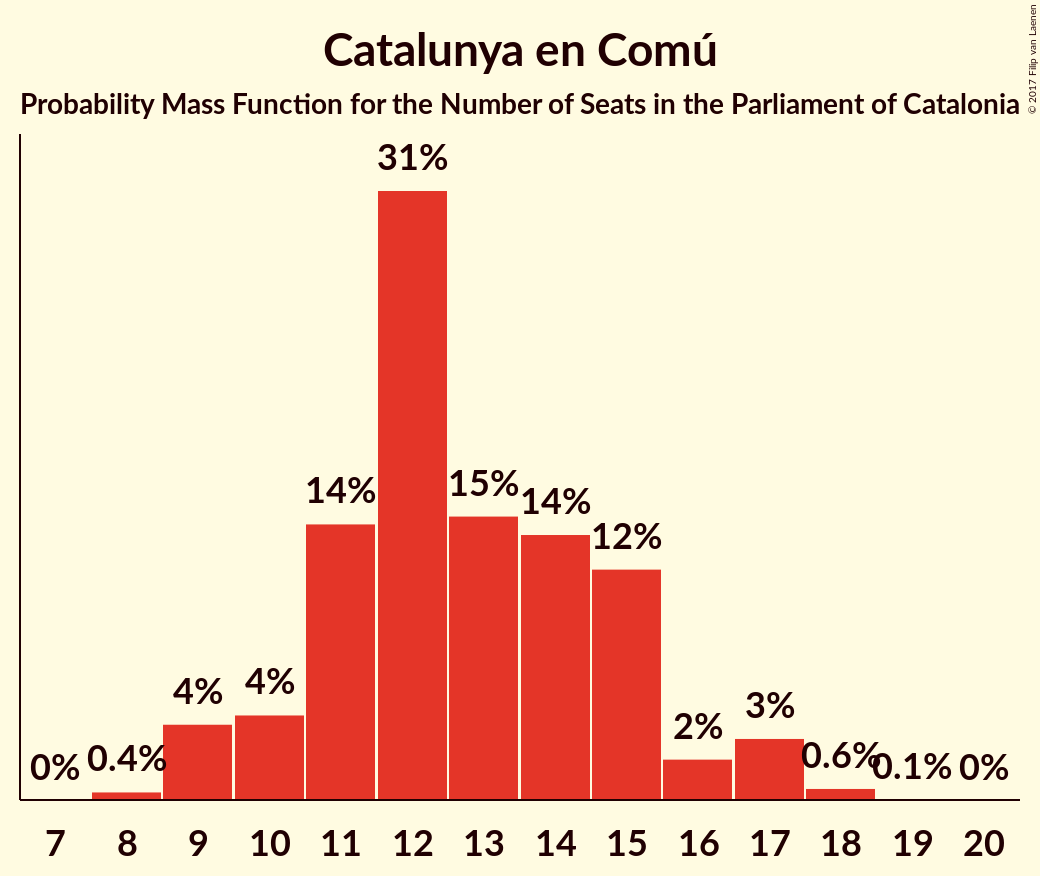 Catalunya en Comú
Probability Mass Function for the Number of Seats in the Parliament of Catalonia
© 2017 Filip van Laenen
0% 0.4% 4% 4% 14% 31% 15% 14% 12% 2% 3% 0.6% 0.1% 0%
7 8 9 10 11 12 13 14 15 16 17 18 19 20